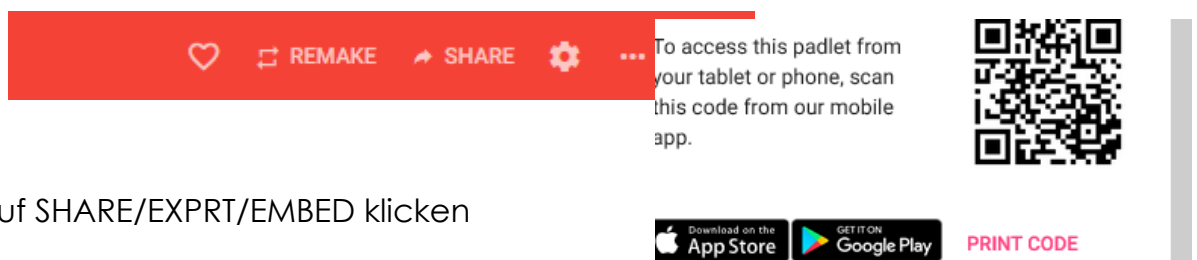 REMAKE SHARE
To access this padlet from
your tablet or phone, scan
this code from our mobile
app.
uf SHARE/EXPRT/EMBED klicken
Download on the
App Store
GET IT ON
Google Play
PRINT CODE